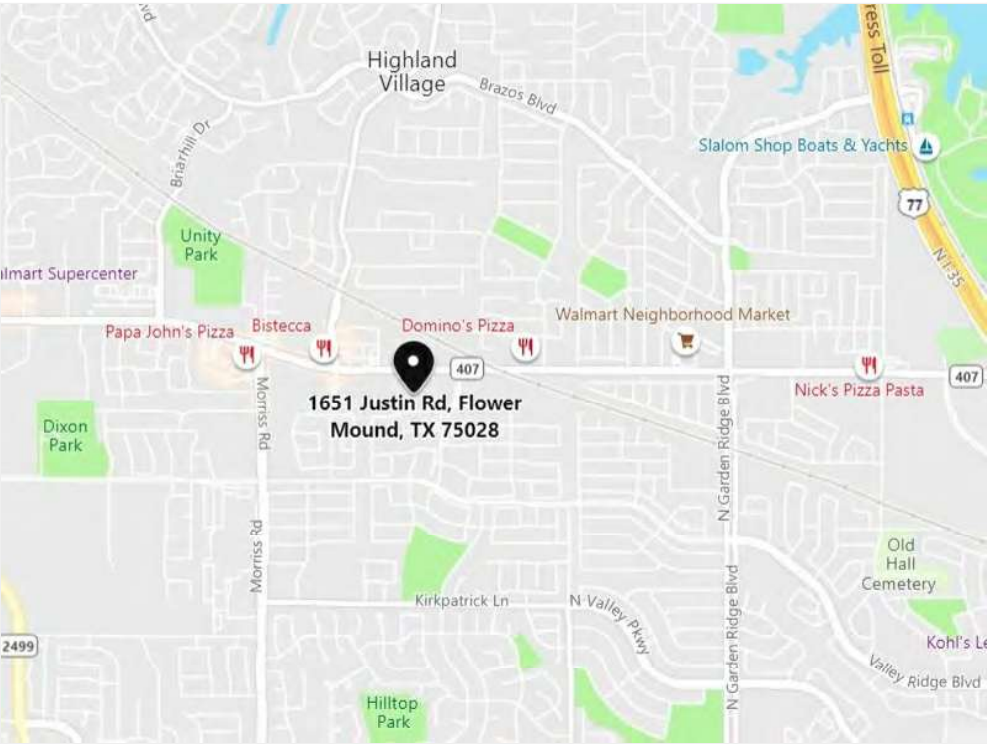 vd
ress Toll
Highland
Village
Brazos Blvd
Briarhill Dr
Slalom Shop Boats & Yachts
77
N I 35
Unity
Park
almart Supercenter
Walmart Neighborhood Market
Papa John's Pizza
Bistecca
Domino's Pizza
407
407
Nick's Pizza Pasta
1651 Justin Rd, Flower
Mound, TX 75028
Morriss Rd
N Garden Ridge Blvd
Dixon
Park
Morriss Rd
Old
Hall
Cemetery
Kirkpatrick Ln
N Valley Pkwy
N Garden Ridge Blvd
2499
Kohl's Le
Valley Ridge Blvd
Hilltop
Park